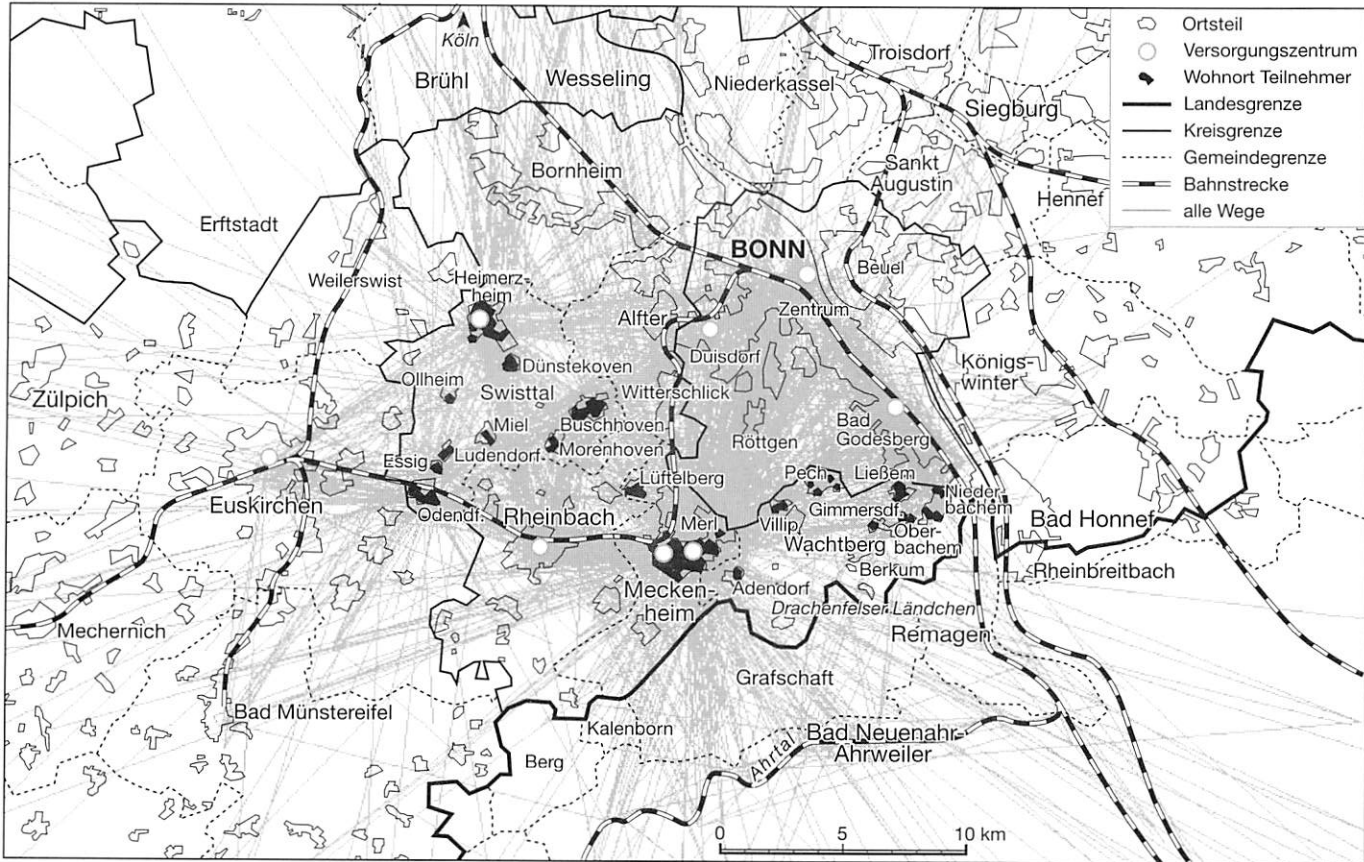 Köln
Brühl
Wesseling
Niederkassel
Troisdorf
Siegburg
Sankt
Augustin
Hennef
Ortsteil
Versorgungszentrum
Wohnort Teilnehmer
Landesgrenze
Kreisgrenze
Gemeindegrenze
Bahnstrecke
alle Wege
Bornheim
Erftstadt
Weilerswist
Heimerz-
heim
BONN
Beuel
Zentrum
Alfter
Duisdorf
Dünstekoven
Ollheim
Swisttal
Witterschlick
Königs-
winter
Zülpich
Miel
Buschhoven
Röttgen
Bad
Godesberg
Essig
Ludendorf
Morenhoven
Lüftelberg
Pech
Ließem
Nieder-
bachem
Euskirchen
Odendf.
Rheinbach
Merl
Villip
Gimmersdf.
Ober-
bachem
Bad Honnef
Wachtberg
Berkum
Rheinbreitbach
Mecken-
heim
Adendorf
Drachenfelser Ländchen
Mechernich
Remagen
Grafschaft
Bad Münstereifel
Kalenborn
Berg
Ahrtal
Bad Neuenahr-
Ahrweiler
0 5 10 km